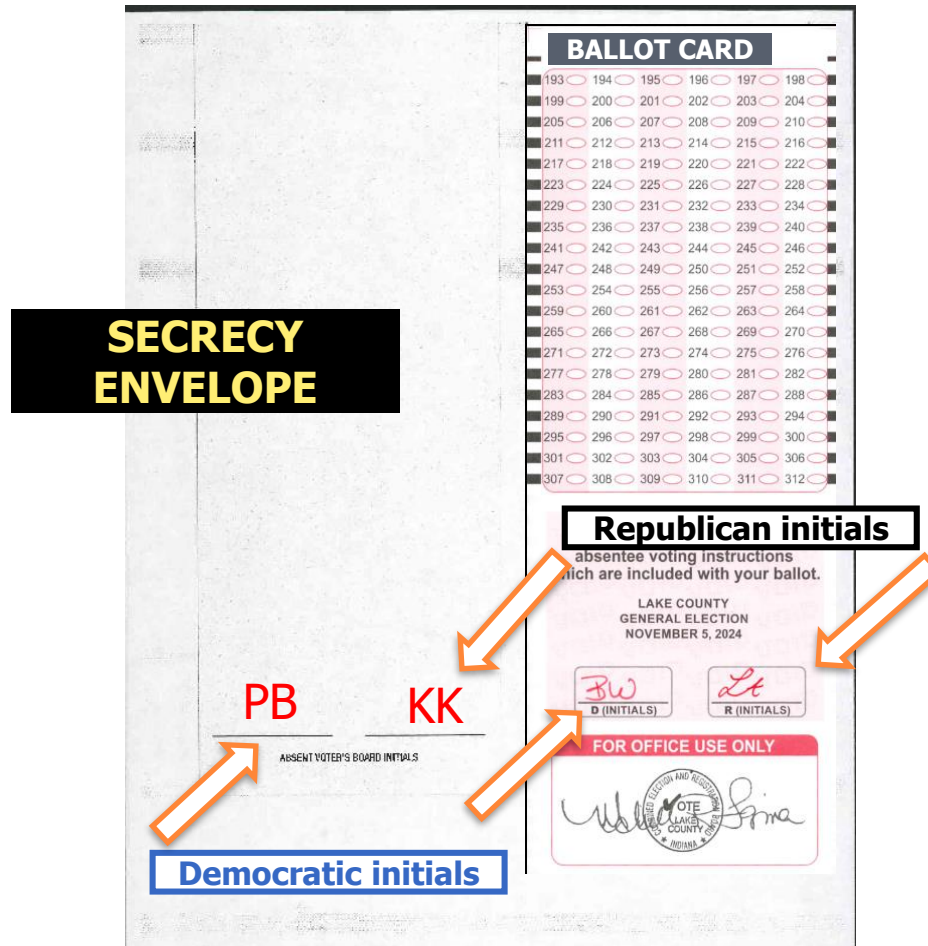 BALLOT CARD
193 194 195 196 197 198
199 200 201 202 203 204
205 206 207 208 209 210
211 212 213 214 215 216
217 218 219 220 221 222
223 224 225 226 227 228
229 230 231 232 233 234
235 236 237 238 239 240
241 242 243 244 245 246
247 248 249 250 251 252
253 254 255 256 257 258
259 260 261 262 263 264
265 266 267 268 269 270
271 272 273 274 275 276
277 278 279 280 281 282
283 284 285 286 287 288
289 290 291 292 293 294
295 296 297 298 299 300
301 302 303 304 305 306
307 308 309 310 311 312
SECRECY
ENVELOPE
Republican initials
absentee voting instructions
are included with your ballot.
LAKE COUNTY
GENERAL ELECTION
NOVEMBER 5, 2024
BW
D (INITIALS) R (INITIALS)
PB KK
ABSENT VOTER'S BOARD INITIALS
FOR OFFICE USE ONLY
COMBINED ELECTION AND REGISTRATION BOARD
VOTE
LAKE
COUNTY
INDIANA
Democratic initials